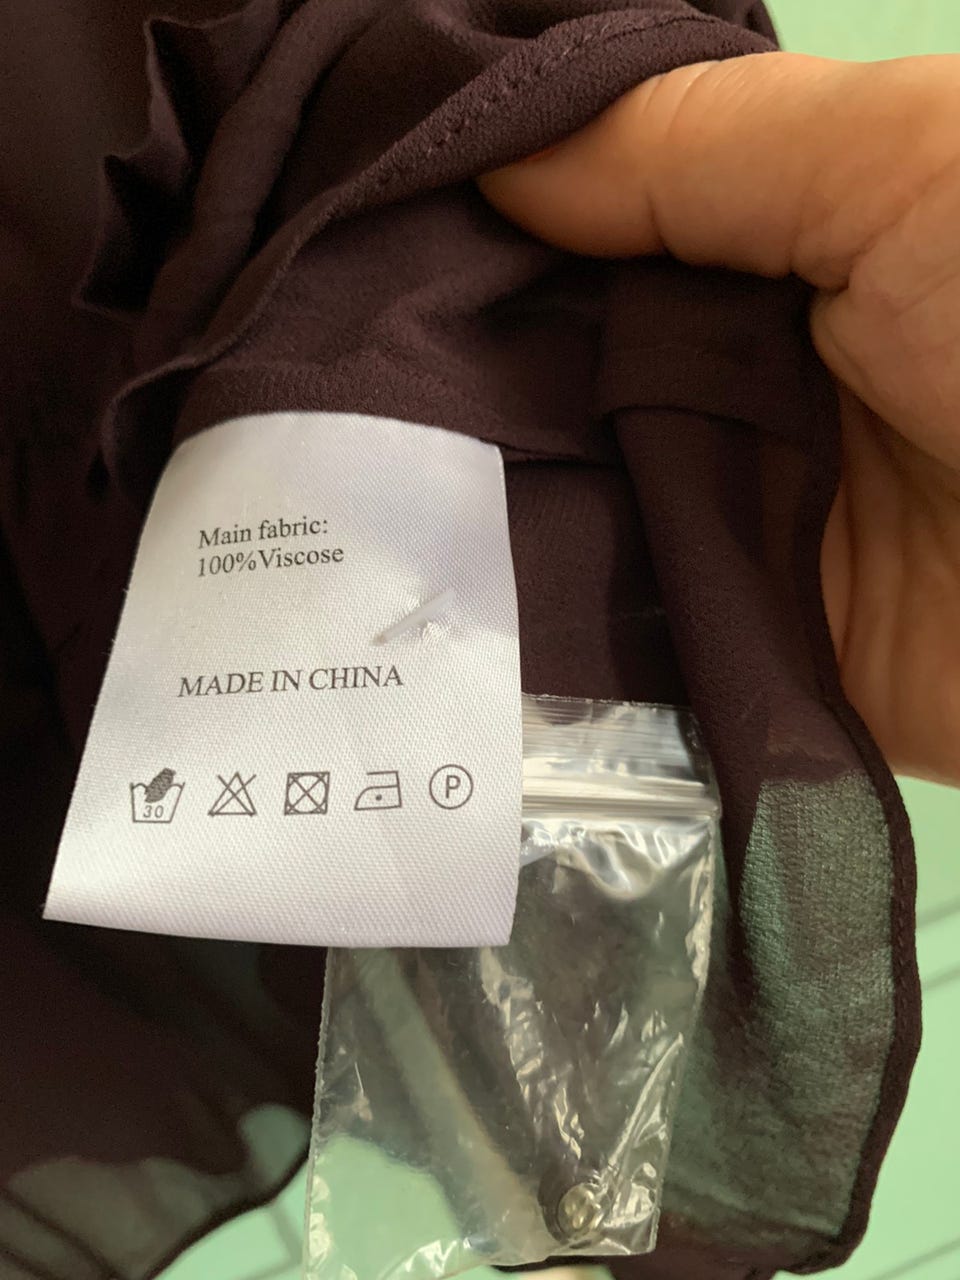 Main fabric:
100%Viscose
MADE IN CHINA
30
P